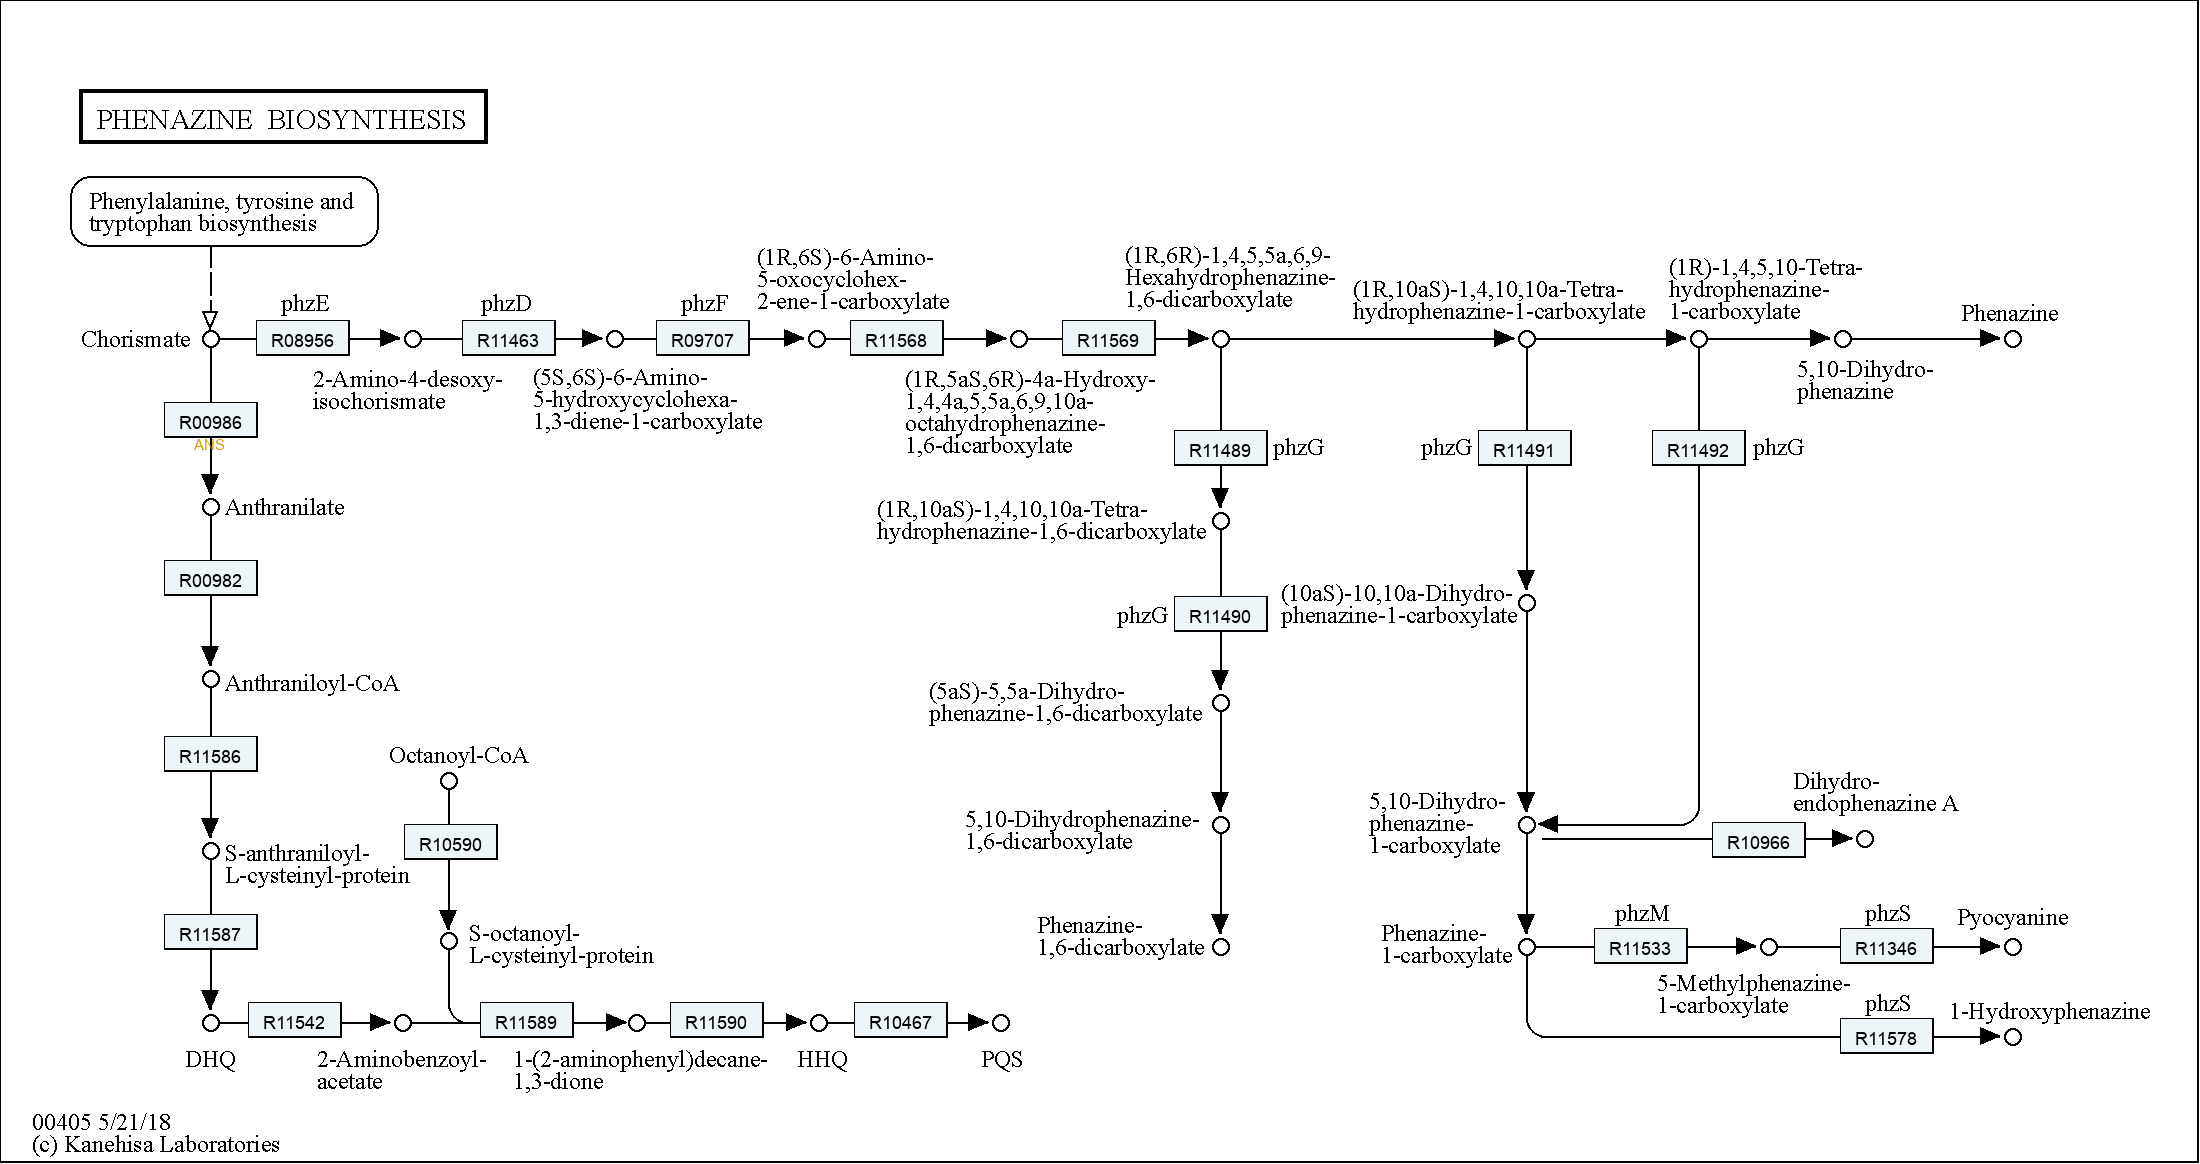 PHENAZINE BIOSYNTHESIS
Phenylalanine, tyrosine and
tryptophan biosynthesis
Chorismate
phzE
R08956
2-Amino-4-desoxy-
isochorismate
phzD
R11463
(5S,6S)-6-Amino-
5-hydroxycyclohexa-
1,3-diene-1-carboxylate
phzF
R09707
(1R,6S)-6-Amino-
5-oxocyclohex-
2-ene-1-carboxylate
R11568
(1R,5aS,6R)-4a-Hydroxy-
1,4,4a,5,5a,6,9,10a-
octahydrophenazine-
1,6-dicarboxylate
R11569
(1R,6R)-1,4,5,5a,6,9-
Hexahydrophenazine-
1,6-dicarboxylate
(1R,10aS)-1,4,10,10a-Tetra-
hydrophenazine-1-carboxylate
(1R)-1,4,5,10-Tetra-
hydrophenazine-
1-carboxylate
5,10-Dihydro-
phenazine
Phenazine
R00986
ANS
Anthranilate
R00982
Anthraniloyl-CoA
R11586
S-anthraniloyl-
L-cysteinyl-protein
R11587
DHQ
R11542
2-Aminobenzoyl-
acetate
Octanoyl-CoA
R10590
S-octanoyl-
L-cysteinyl-protein
R11589
1-(2-aminophenyl)decane-
1,3-dione
R11590
HHQ
R10467
PQS
R11489
phzG
(1R,10aS)-1,4,10,10a-Tetra-
hydrophenazine-1,6-dicarboxylate
phzG
R11490
(5aS)-5,5a-Dihydro-
phenazine-1,6-dicarboxylate
5,10-Dihydrophenazine-
1,6-dicarboxylate
Phenazine-
1,6-dicarboxylate
phzG
R11491
(10aS)-10,10a-Dihydro-
phenazine-1-carboxylate
R11492
phzG
5,10-Dihydro-
phenazine-
1-carboxylate
R10966
Dihydro-
endophenazine A
Phenazine-
1-carboxylate
phzM
R11533
5-Methylphenazine-
1-carboxylate
phzS
R11346
Pyocyanine
phzS
R11578
1-Hydroxyphenazine
00405 5/21/18
(c) Kanehisa Laboratories